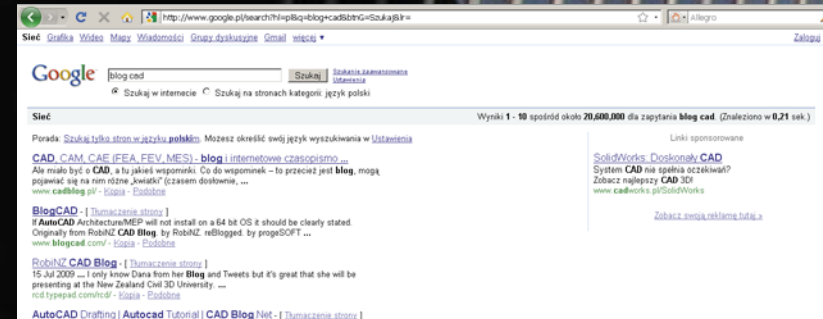 http://www.google.pl/search?hl=pl&q=blog+cad&btnG=Szukaj&lr=
Allegro
Sieć Grafika Wideo Mapy Wiadomości Grupy dyskusyjne Gmail więcej ▼
Zaloguj
Google
blog cad
Szukaj
Szukanie zaawansowane
Ustawienia
Szukaj w internecie Szukaj na stronach kategorii: język polski
Sieć
Wyniki 1 - 10 spośród około 20,600,000 dla zapytania blog cad. (Znaleziono w 0,21 sek.)
Porada: Szukaj tylko stron w języku polskim. Możesz określić swój język wyszukiwania w Ustawienia
CAD, CAM, CAE (FEA, FEV, MES) - blog i internetowe czasopismo ...
Ale miało być o CAD, a tu jakieś wspominki. Co do wspominek – to przecież jest blog, mogą
pojawiać się na nim różne „kwiatki” (czasem dosłownie, ...
www.cadblog.pl/ - Kopia - Podobne
BlogCAD - [ Tłumaczenie strony ]
If AutoCAD Architecture/MEP will not install on a 64 bit OS it should be clearly stated.
Originally from RobiNZ CAD Blog. by RobiNZ. reBlogged. by progeSOFT ...
www.blogcad.com/ - Kopia - Podobne
RobiNZ CAD Blog - [ Tłumaczenie strony ]
15 Jul 2009 ... I only know Dana from her Blog and Tweets but it's great that she will be
presenting at the New Zealand Civil 3D University. ...
rcd.typepad.com/rcd/ - Kopia - Podobne
AutoCAD Drafting | Autocad Tutorial | CAD Blog Net - [ Tłumaczenie strony ]
Linki sponsorowane
SolidWorks: Doskonały CAD
System CAD nie spełnia oczekiwań?
Zobacz najlepszy CAD 3D!
www.cadworks.pl/SolidWorks
Zobacz swoją reklamę tutaj »